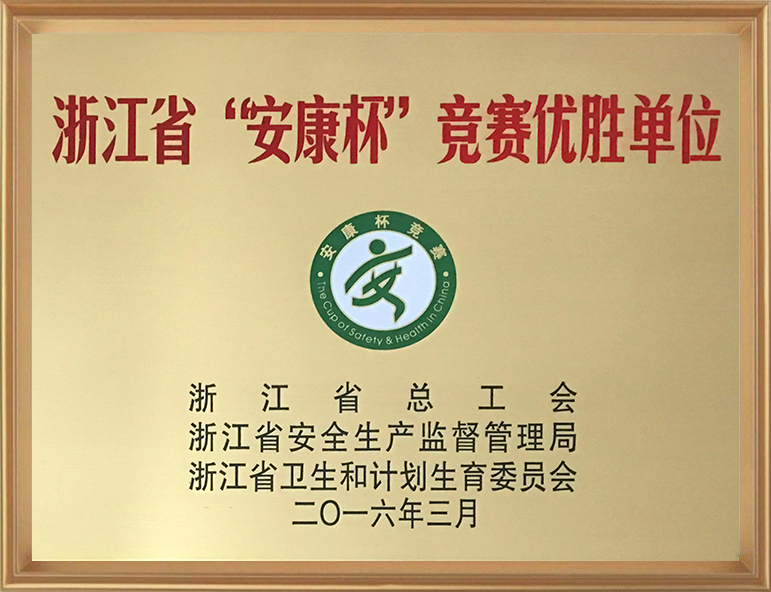 浙江省“安康杯”竞赛优胜单位
安康杯竞赛
The Cup of Safety & Health in China
浙江省总工会
浙江省安全生产监督管理局
浙江省卫生和计划生育委员会
二〇一六年三月